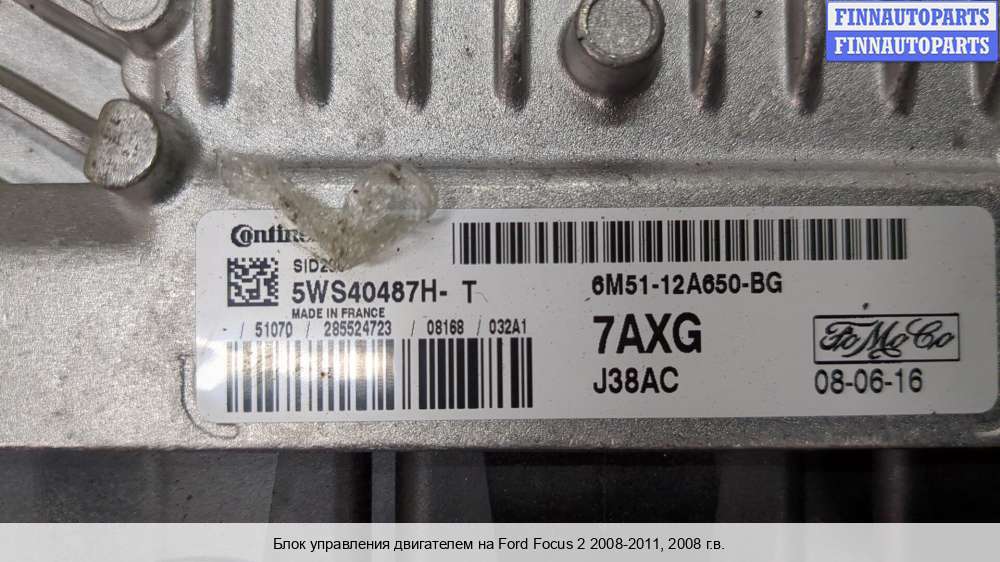 FINNAUTOPARTS
FINNAUTOPARTS
6M51-12A650-BG
5WS40487H- T
MADE IN FRANCE
/ 51070 / 285524723 / 08168 / 032A1
7AXG
J38AC
FoMoCo
08-06-16
Блок управления двигателем на Ford Focus 2 2008-2011, 2008 г.в.